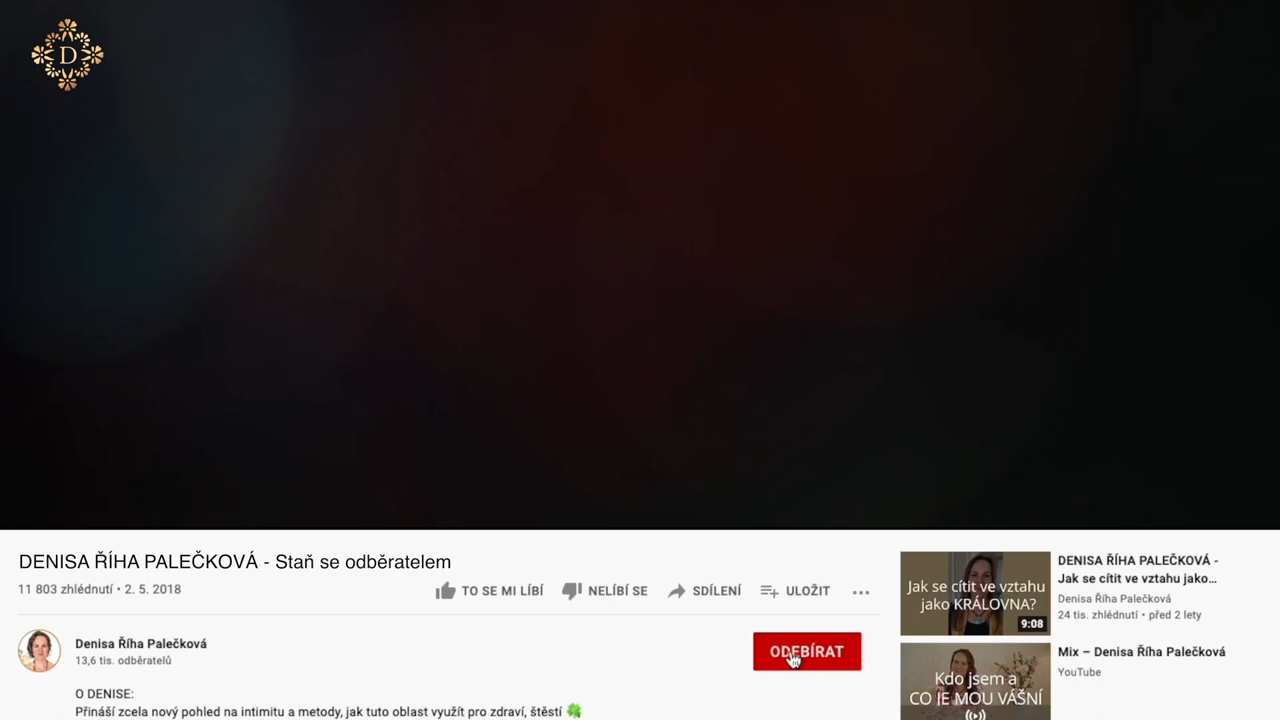 D
DENISA ŘÍHA PALEČKOVÁ - Staň se odběratelem
11 803 zhlédnutí • 2. 5. 2018
TO SE MI LÍBÍ
NELÍBÍ SE
SDÍLENÍ
ULOŽIT
Denisa Říha Palečková
13,6 tis. odběratelů
ODEBÍRAT
O DENISE:
Přináší zcela nový pohled na intimitu a metody, jak tuto oblast využít pro zdraví, štěstí
Jak se cítit ve vztahu
jako KRÁLOVNA?
9:08
DENISA ŘÍHA PALEČKOVÁ -
Jak se cítit ve vztahu jako...
Denisa Říha Palečková
24 tis. zhlédnutí • před 2 lety
Kdo jsem a
CO JE MOU VÁŠNÍ
Mix – Denisa Říha Palečková
YouTube